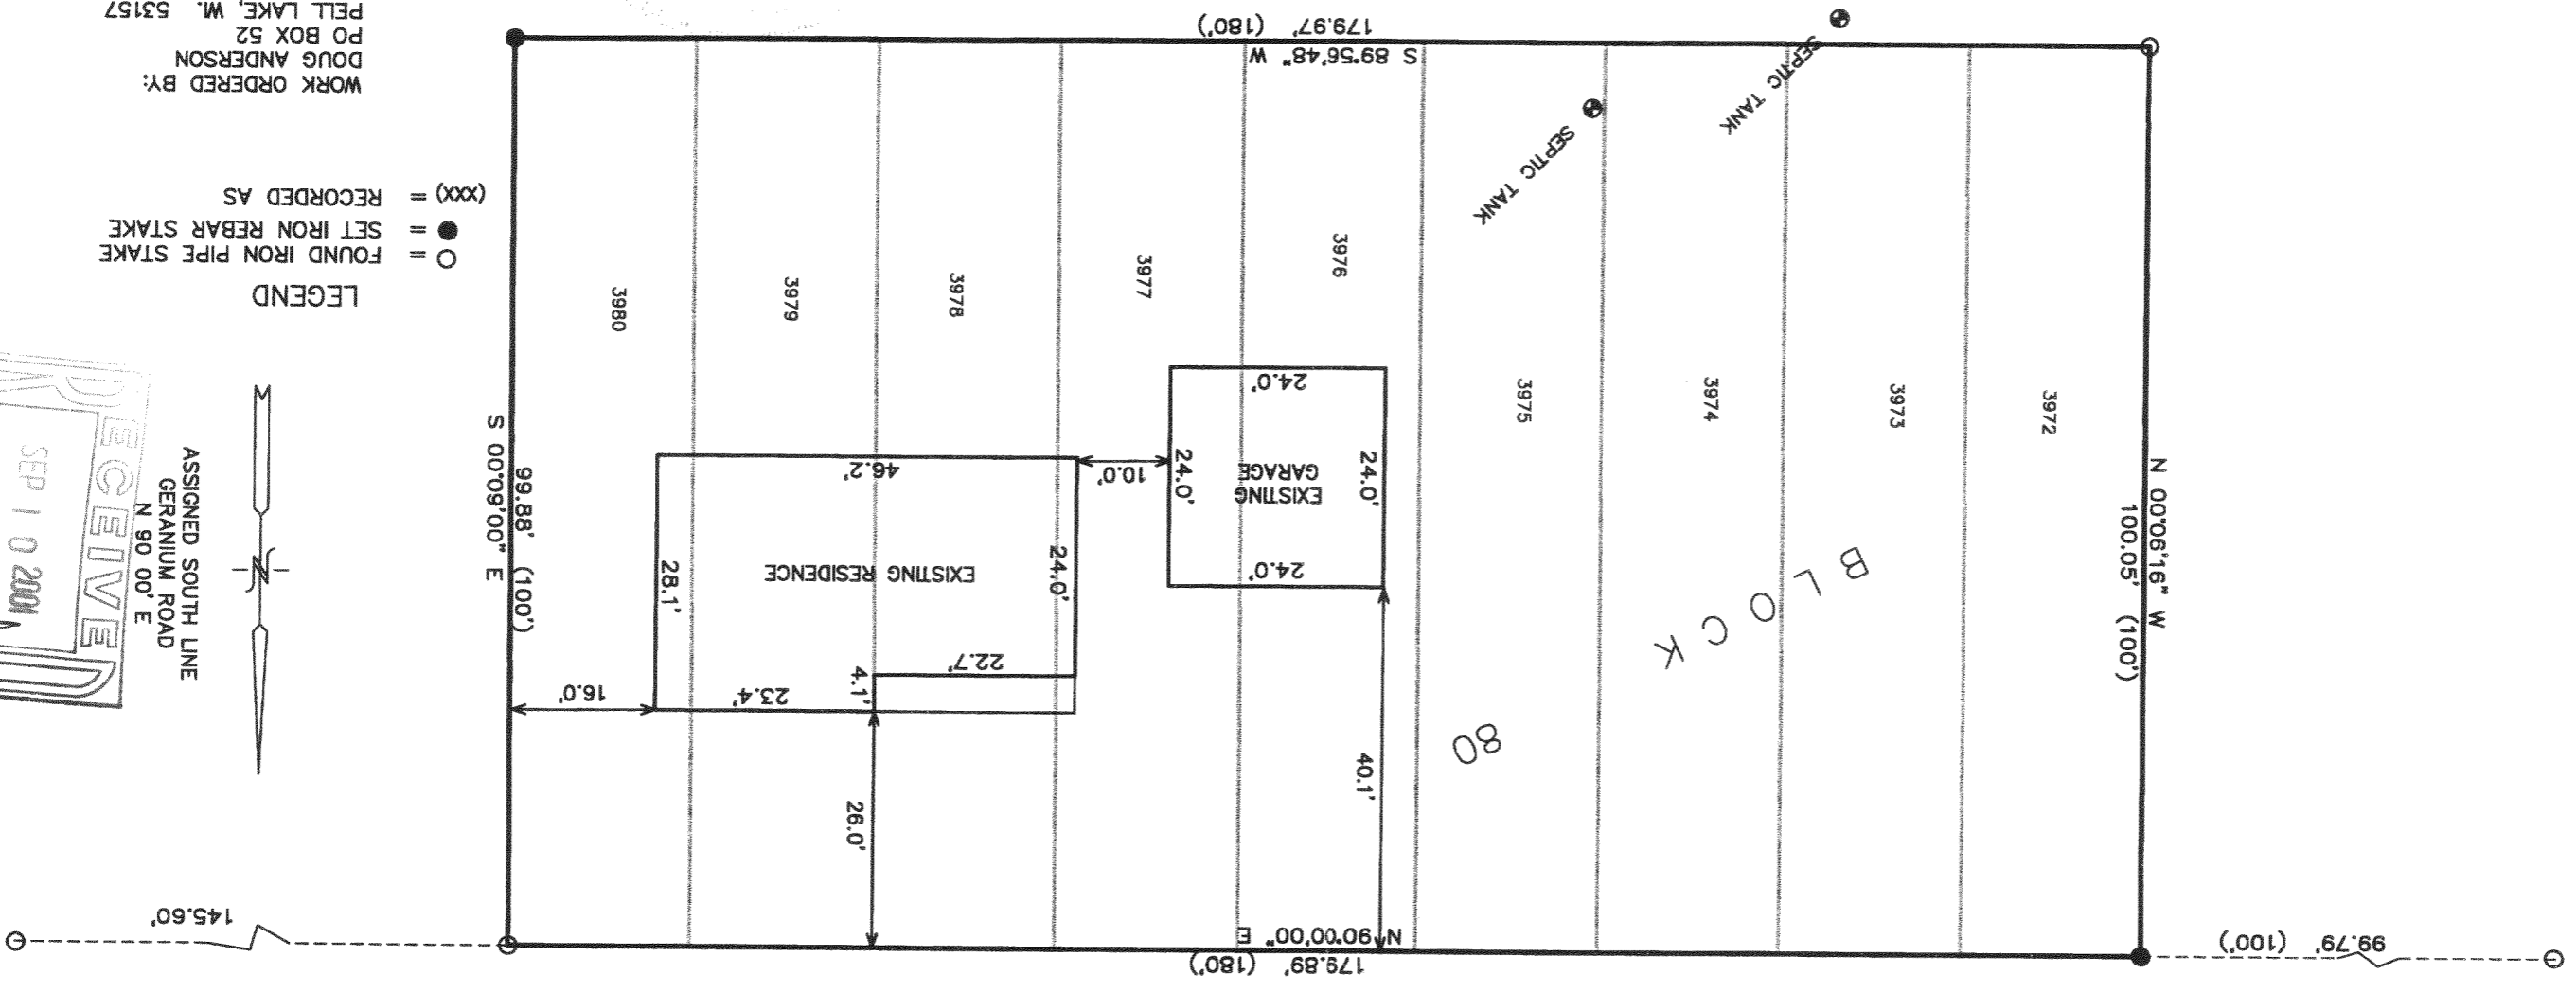 99.79' (100')
145.60'
179.89' (180')
N 90°00'00" E
40.1'
26.0'
16.0'
23.4'
4.1'
22.7'
EXISTING RESIDENCE
28.1'
24.0'
46.2'
10.0'
24.0'
EXISTING
GARAGE
24.0'
24.0'
24.0'
BLOCK
80
N 00°06'16" W
100.05' (100')
S 00°09'00" E
99.88' (100')
3972
3973
3974
3975
3976
3977
3978
3979
3980
SEPTIC TANK
SEPTIC TANK
S 89°56'48" W
179.97' (180')
N
ASSIGNED SOUTH LINE
GERANIUM ROAD
N 90 00' E
ECEIVE
SEP 10 2001
LEGEND
= FOUND IRON PIPE STAKE
= SET IRON REBAR STAKE
(XXX) = RECORDED AS
WORK ORDERED BY:
DOUG ANDERSON
PO BOX 52
PELL LAKE, WI. 53157